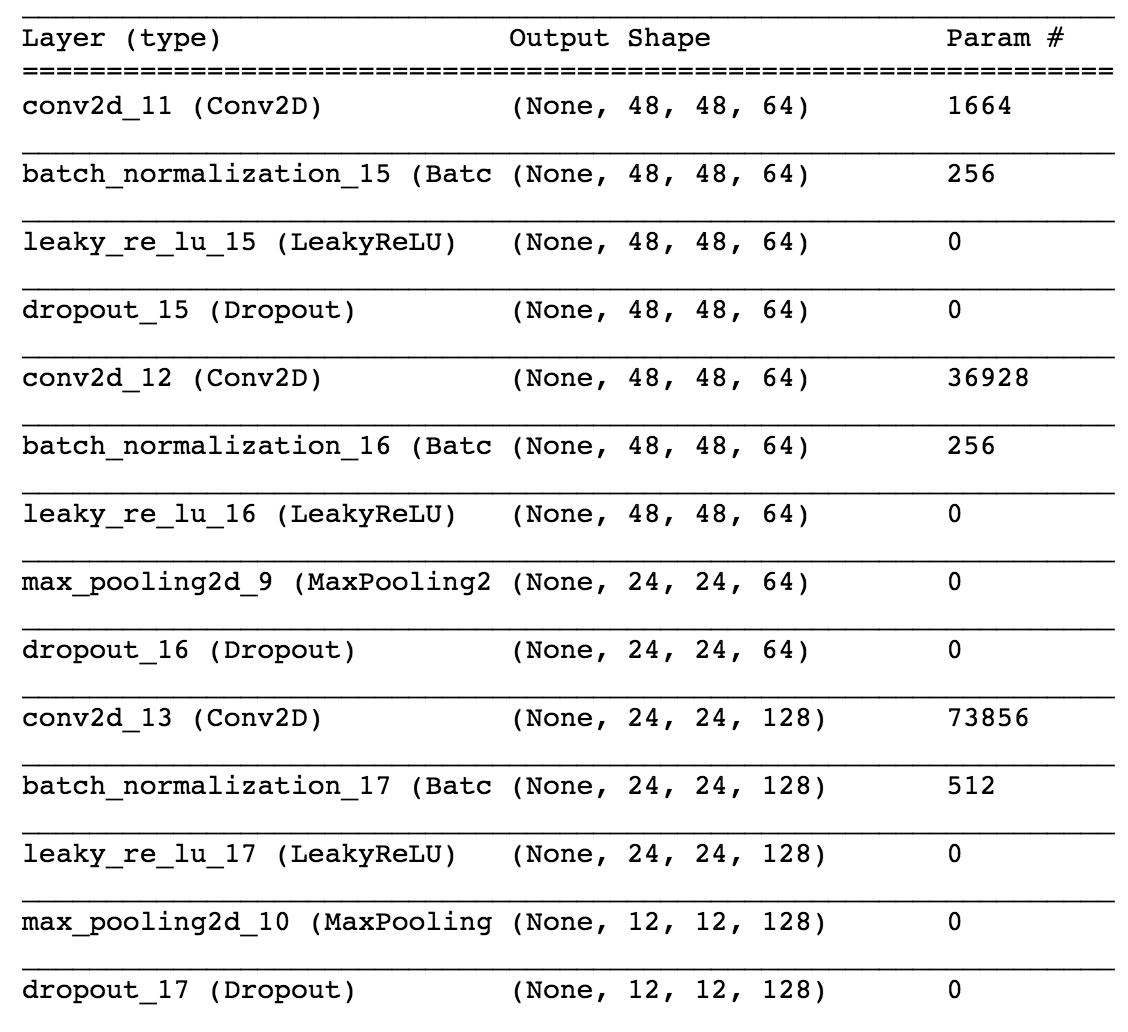 Layer (type) Output Shape Param #
=================================================================
conv2d_11 (Conv2D) (None, 48, 48, 64) 1664
batch_normalization_15 (Batc (None, 48, 48, 64) 256
leaky_re_lu_15 (LeakyReLU) (None, 48, 48, 64) 0
dropout_15 (Dropout) (None, 48, 48, 64) 0
conv2d_12 (Conv2D) (None, 48, 48, 64) 36928
batch_normalization_16 (Batc (None, 48, 48, 64) 256
leaky_re_lu_16 (LeakyReLU) (None, 48, 48, 64) 0
max_pooling2d_9 (MaxPooling2 (None, 24, 24, 64) 0
dropout_16 (Dropout) (None, 24, 24, 64) 0
conv2d_13 (Conv2D) (None, 24, 24, 128) 73856
batch_normalization_17 (Batc (None, 24, 24, 128) 512
leaky_re_lu_17 (LeakyReLU) (None, 24, 24, 128) 0
max_pooling2d_10 (MaxPooling (None, 12, 12, 128) 0
dropout_17 (Dropout) (None, 12, 12, 128) 0